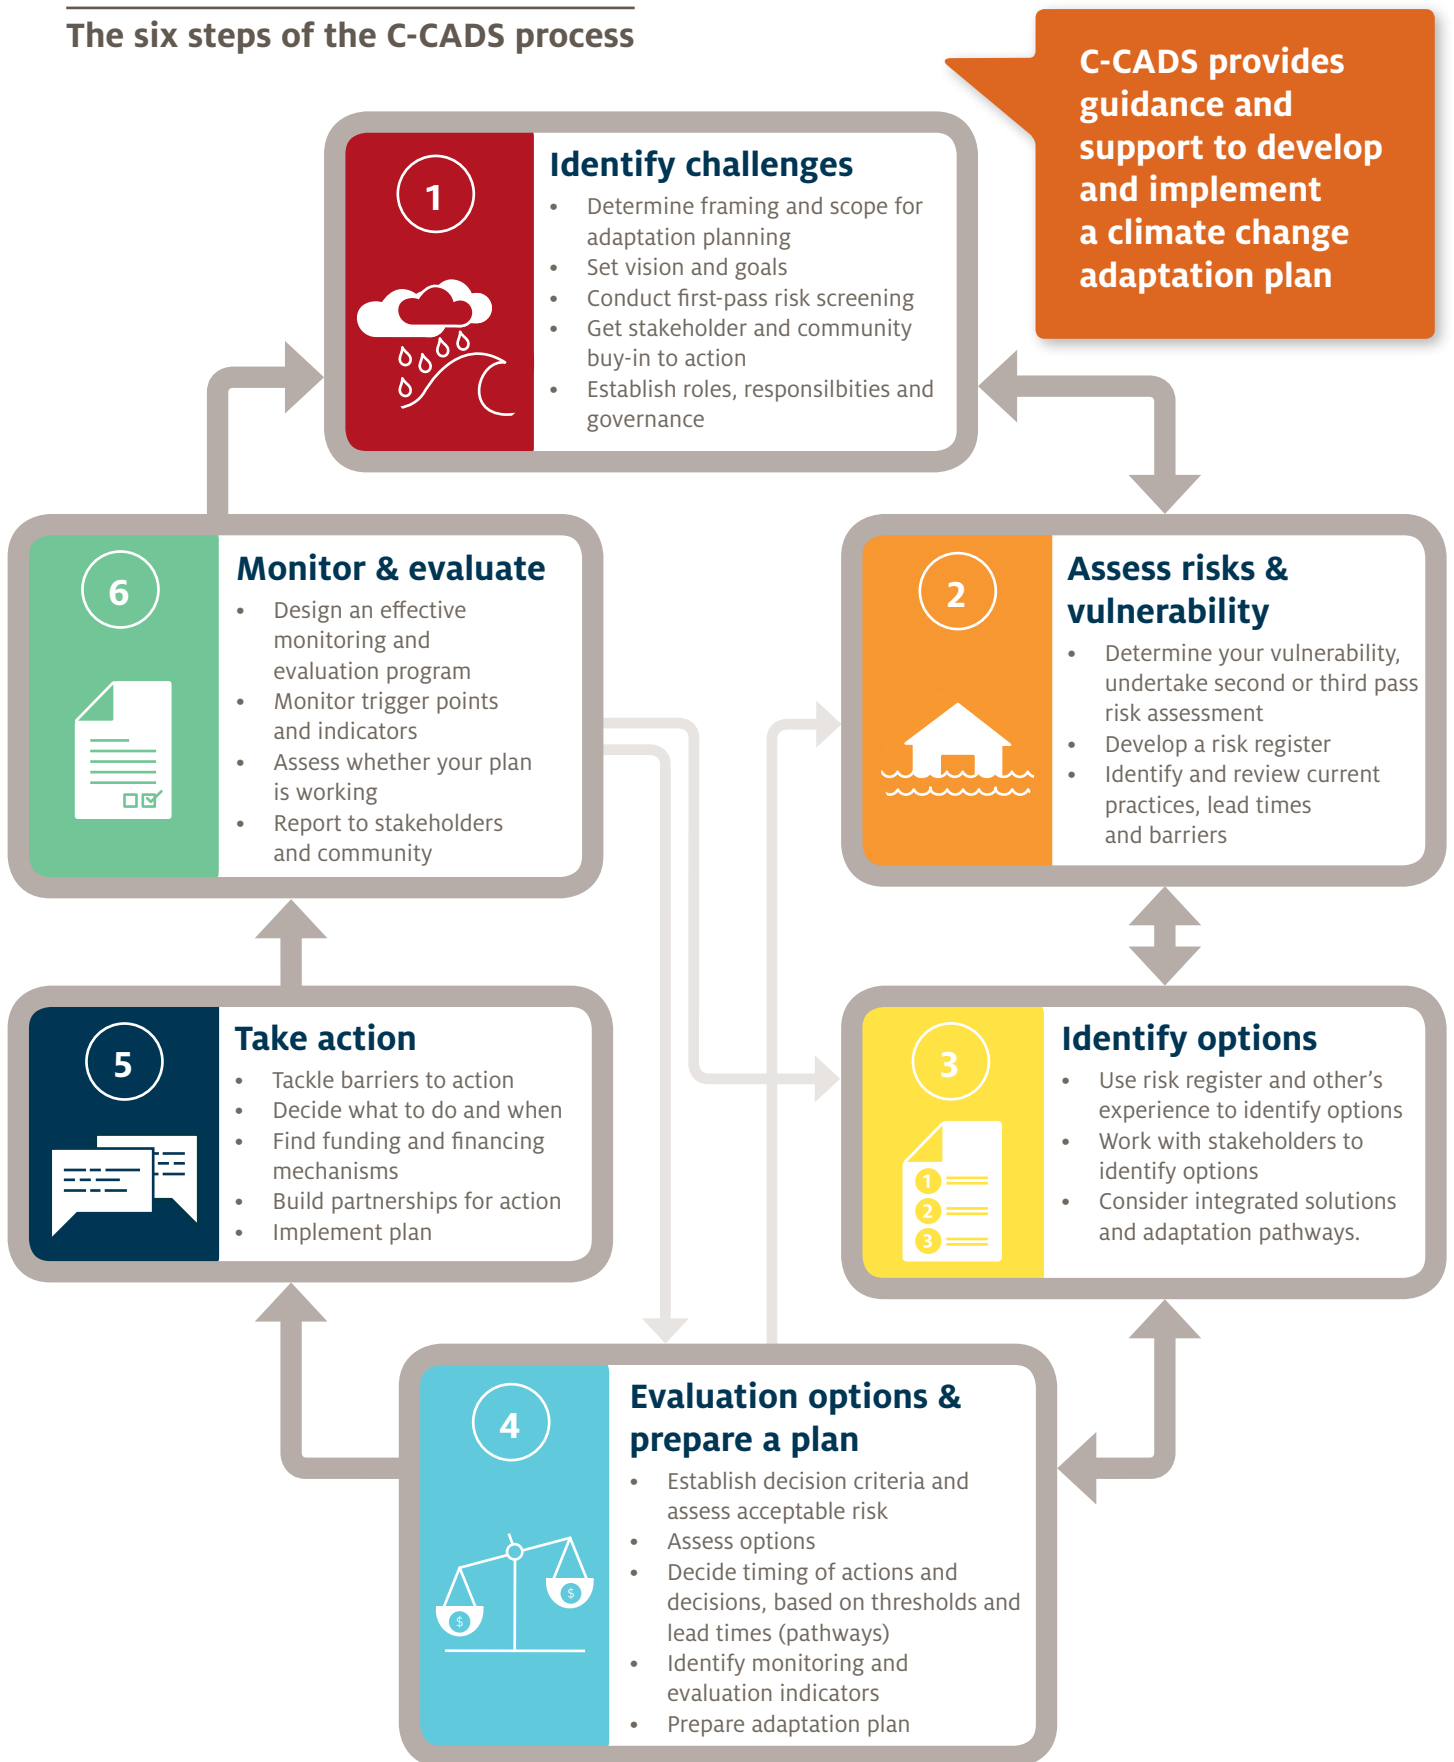 The six steps of the C-CADS process
C-CADS provides
guidance and
support to develop
and implement
a climate change
adaptation plan
1
Identify challenges
• Determine framing and scope for
adaptation planning
• Set vision and goals
• Conduct first-pass risk screening
• Get stakeholder and community
buy-in to action
• Establish roles, responsilbities and
governance
2
Assess risks &
vulnerability
• Determine your vulnerability,
undertake second or third pass
risk assessment
• Develop a risk register
• Identify and review current
practices, lead times
and barriers
3
1
2
3
Identify options
• Use risk register and other’s
experience to identify options
• Work with stakeholders to
identify options
• Consider integrated solutions
and adaptation pathways.
4
$
$
Evaluation options &
prepare a plan
• Establish decision criteria and
assess acceptable risk
• Assess options
• Decide timing of actions and
decisions, based on thresholds and
lead times (pathways)
• Identify monitoring and
evaluation indicators
• Prepare adaptation plan
5
Take action
• Tackle barriers to action
• Decide what to do and when
• Find funding and financing
mechanisms
• Build partnerships for action
• Implement plan
6
Monitor & evaluate
• Design an effective
monitoring and
evaluation program
• Monitor trigger points
and indicators
• Assess whether your plan
is working
• Report to stakeholders
and community